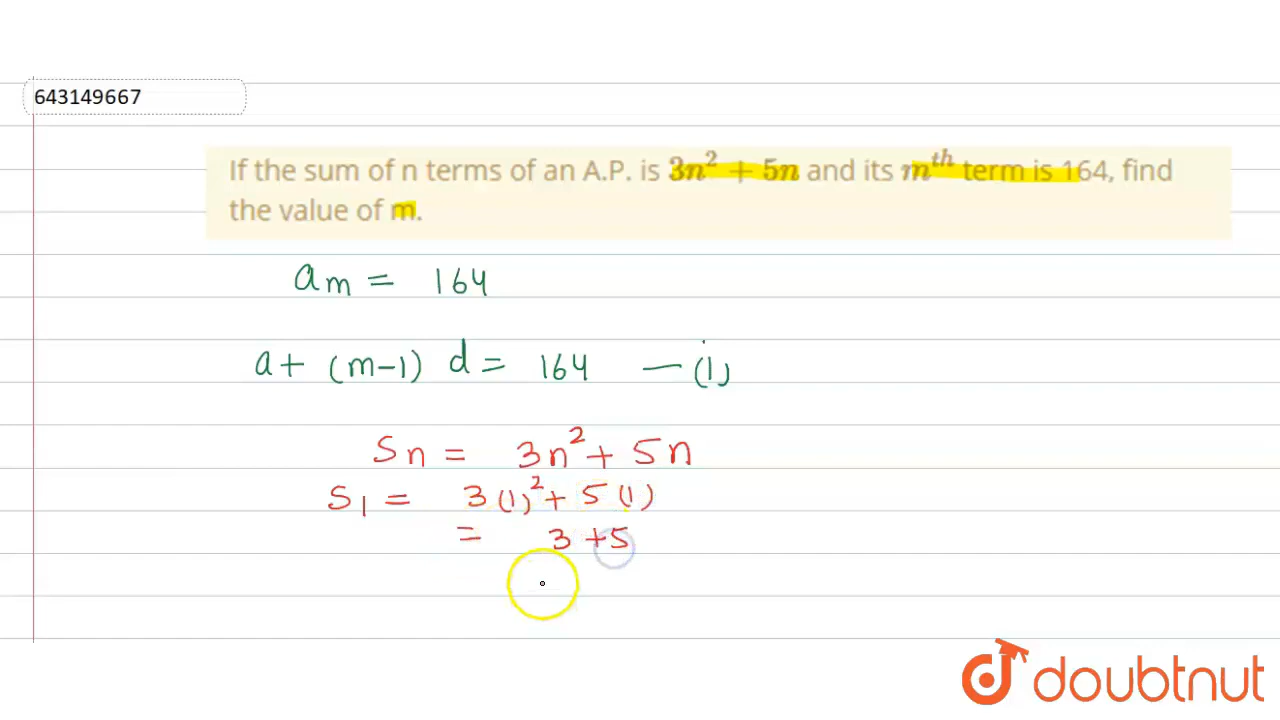 643149667
If the sum of n terms of an A.P. is 3n² + 5n and its mᵗʰ term is 164, find
the value of m.
am = 164
a + (m-1) d = 164 — (i)
Sn = 3n² + 5n
S₁ = 3 (1)² + 5 (1)
= 3 + 5
doubtnut